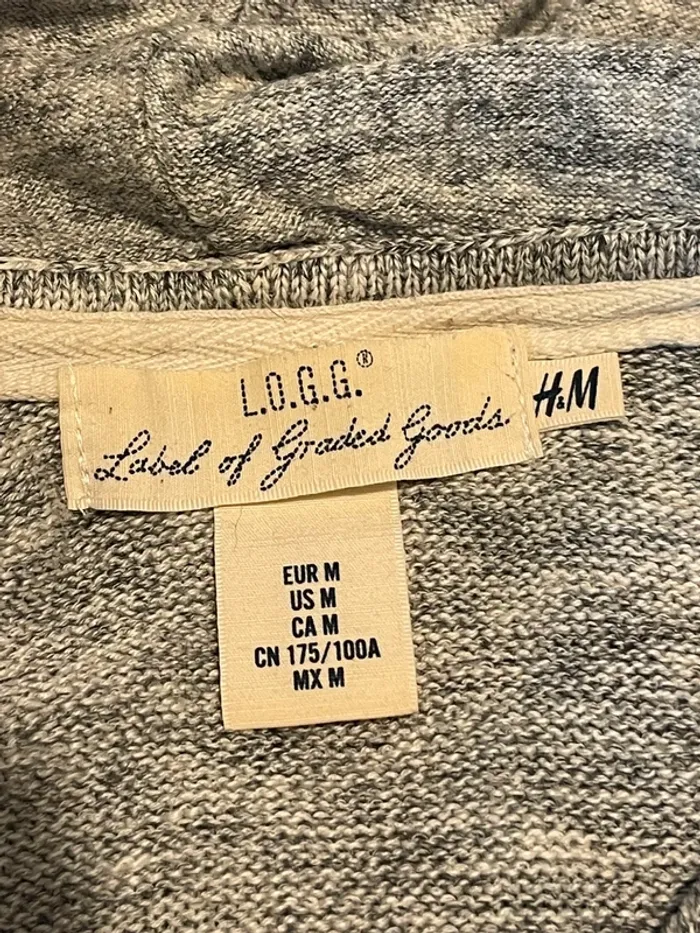 L.O.G.G.®
Label of Graded Goods.
H&M
EUR M
US M
CA M
CN 175/100A
MX M